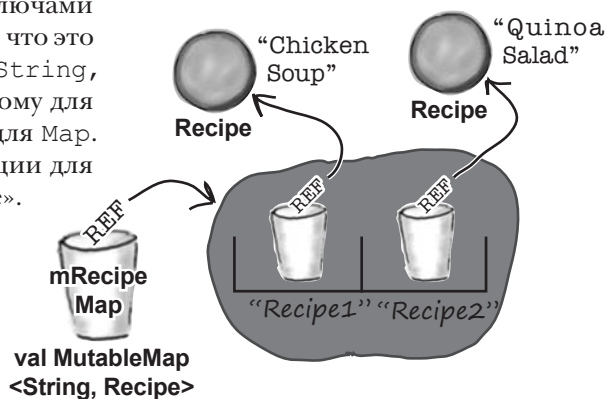 лючами
что это
String,
ому для
для Map.
ции для
е».
“Chicken
Soup”
Recipe
“Quinoa
Salad”
Recipe
REF
REF
REF
mRecipe
Map
“Recipe1” “Recipe2”
val MutableMap
<String, Recipe>